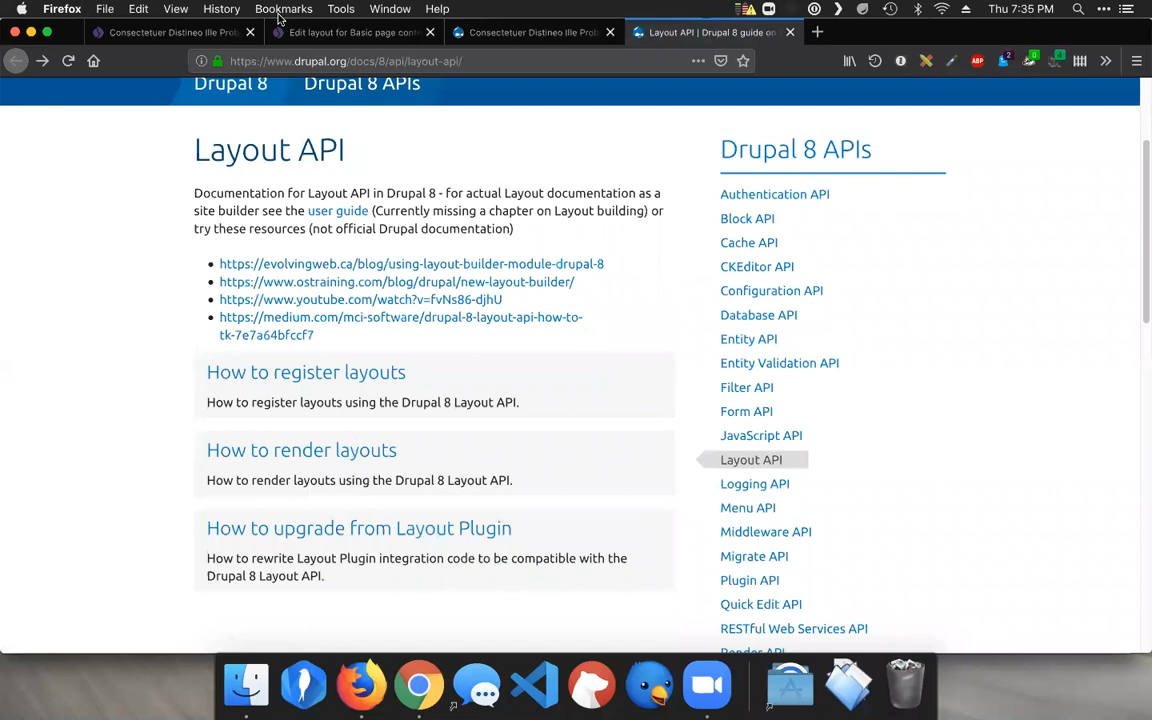 Firefox File Edit View History Bookmarks Tools Window Help Thu 7:35 PM
Consectetuer Distineo Ille Prob Edit layout for Basic page cont Consectetuer Distineo Ille Prob Layout API | Drupal 8 guide on
https://www.drupal.org/docs/8/api/layout-api/
Drupal 8 Drupal 8 APIs
Layout API
Documentation for Layout API in Drupal 8 - for actual Layout documentation as a
site builder see the user guide (Currently missing a chapter on Layout building) or
try these resources (not official Drupal documentation)
https://evolvingweb.ca/blog/using-layout-builder-module-drupal-8
https://www.ostraining.com/blog/drupal/new-layout-builder/
https://www.youtube.com/watch?v=fvNs86-djhU
https://medium.com/mci-software/drupal-8-layout-api-how-to-
tk-7e7a64bfccf7
How to register layouts
How to register layouts using the Drupal 8 Layout API.
How to render layouts
How to render layouts using the Drupal 8 Layout API.
How to upgrade from Layout Plugin
How to rewrite Layout Plugin integration code to be compatible with the
Drupal 8 Layout API.
Drupal 8 APIs
Authentication API
Block API
Cache API
CKEditor API
Configuration API
Database API
Entity API
Entity Validation API
Filter API
Form API
JavaScript API
Layout API
Logging API
Menu API
Middleware API
Migrate API
Plugin API
Quick Edit API
RESTful Web Services API
Render API